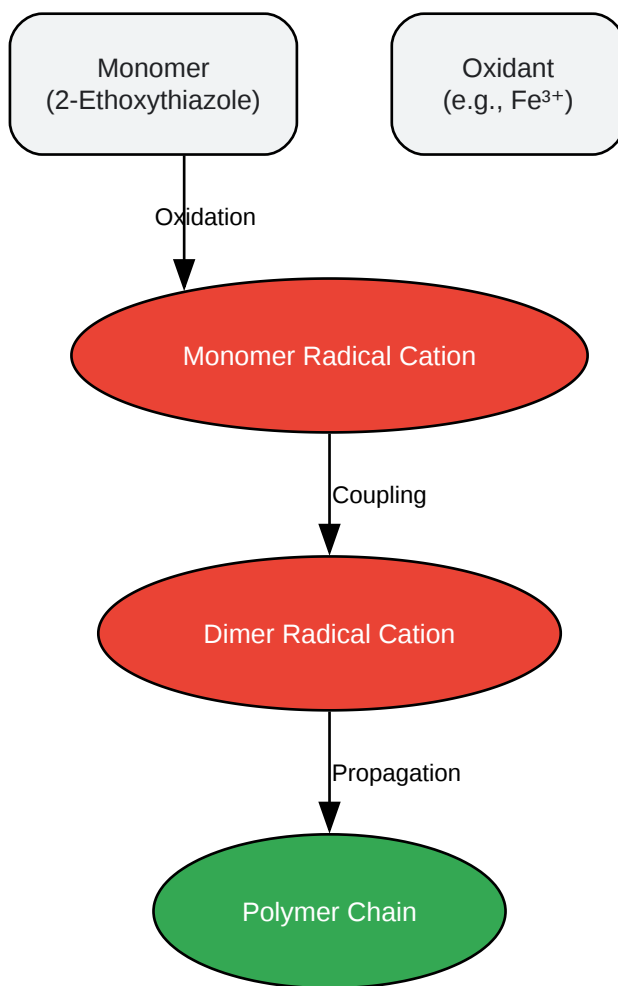 Monomer
(2-Ethoxythiazole)
Oxidant
(e.g., Fe³⁺)
Oxidation
Monomer Radical Cation
Coupling
Dimer Radical Cation
Propagation
Polymer Chain